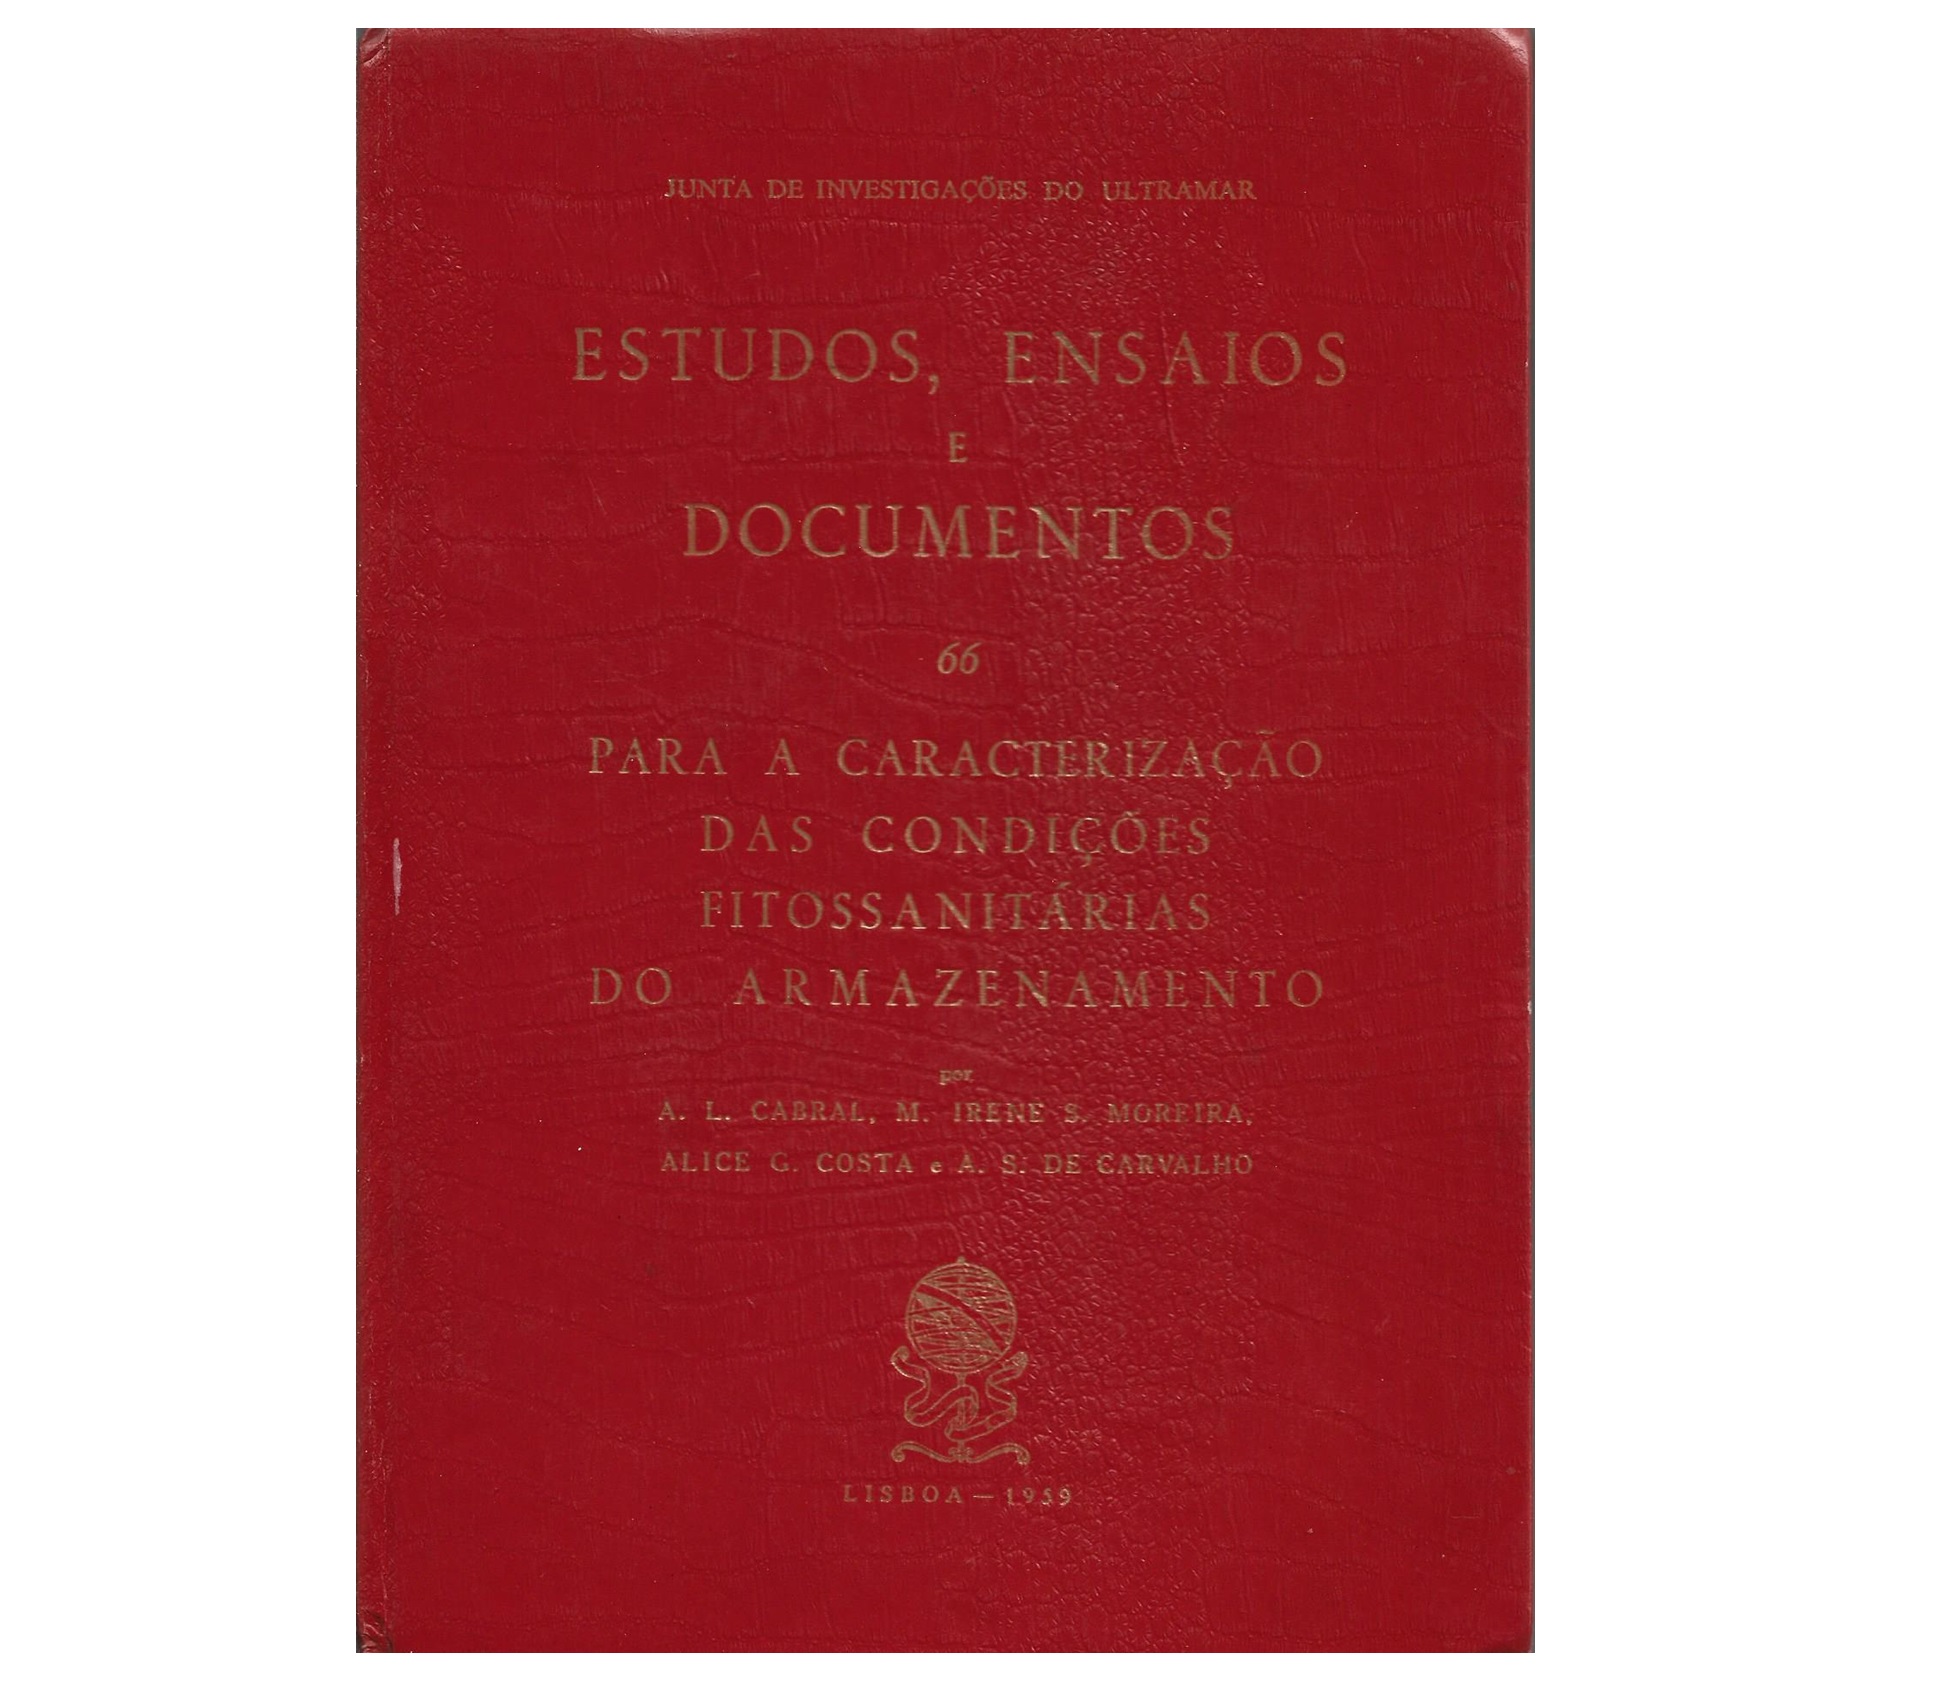 JUNTA DE INVESTIGAÇÕES DO ULTRAMAR
ESTUDOS, ENSAIOS
E
DOCUMENTOS
66
PARA A CARACTERIZAÇÃO
DAS CONDIÇÕES
FITOSSANITÁRIAS
DO ARMAZENAMENTO
por
A. L. CABRAL, M. IRENE S. MOREIRA,
ALICE G. COSTA e A. S. DE CARVALHO
LISBOA — 1959